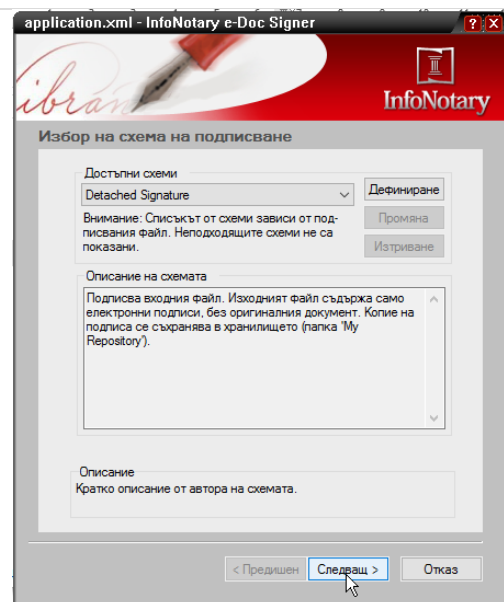 application.xml - InfoNotary e-Doc Signer
?
X
InfoNotary
Избор на схема на подписване
Достъпни схеми
Detached Signature
Дефиниране
Внимание: Списъкът от схеми зависи от под-
писвания файл. Неподходящите схеми не са
показани.
Промяна
Изтриване
Описание на схемата
Подписва входния файл. Изходният файл съдържа само
електронни подписи, без оригиналния документ. Копие на
подписа се съхранява в хранилището (папка 'My
Repository').
Описание
Кратко описание от автора на схемата.
< Предишен
Следващ >
Отказ